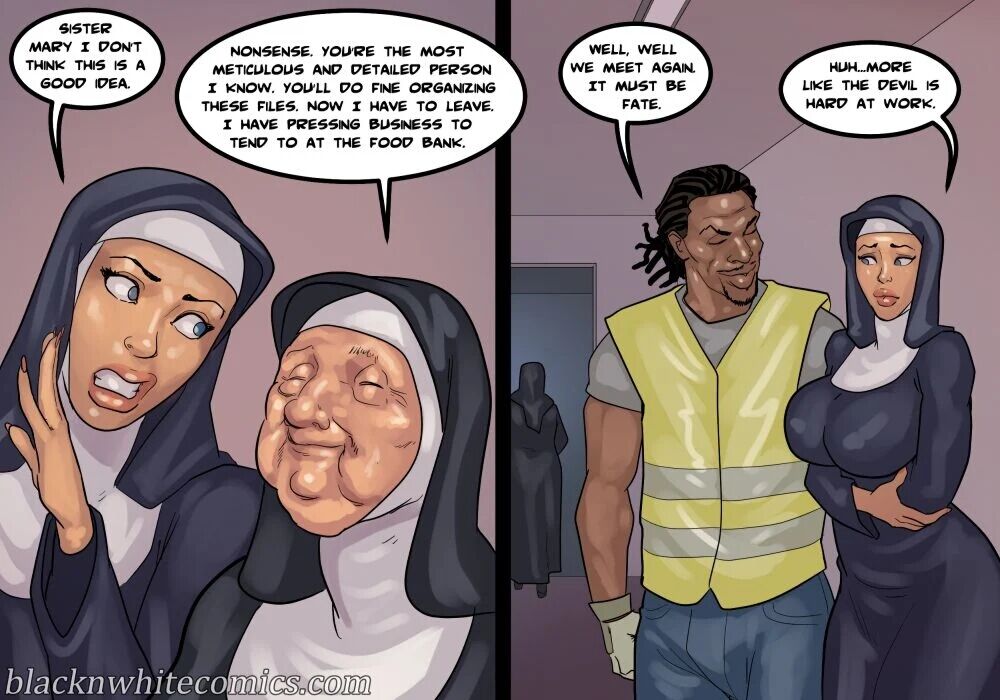 SISTER
MARY I DON'T
THINK THIS IS A
GOOD IDEA.
NONSENSE. YOU'RE THE MOST
METICULOUS AND DETAILED PERSON
I KNOW. YOU'LL DO FINE ORGANIZING
THESE FILES. NOW I HAVE TO LEAVE.
I HAVE PRESSING BUSINESS TO
TEND TO AT THE FOOD BANK.
WELL, WELL
WE MEET AGAIN.
IT MUST BE
FATE.
HUH...MORE
LIKE THE DEVIL IS
HARD AT WORK.
blacknwhitecomics.com